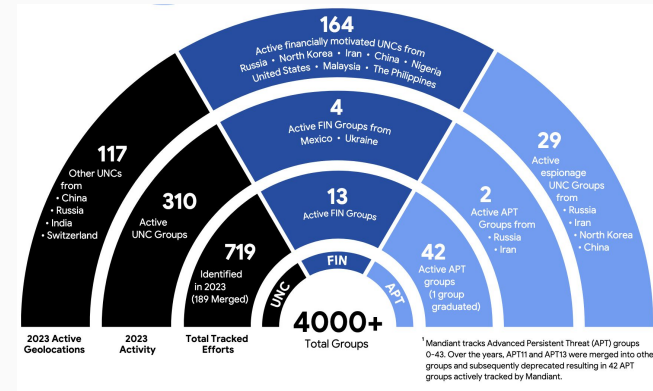 164
Active financially motivated UNCs from
Russia • North Korea • Iran • China • Nigeria
United States • Malaysia • The Philippines
4
Active FIN Groups from
Mexico • Ukraine
13
Active FIN Groups
FIN
117
Other UNCs
from
• China
• Russia
• India
• Switzerland
310
Active
UNC Groups
719
Identified
in 2023
(189 Merged)
UNC
29
Active
espionage
UNC Groups
from
• Russia
• Iran
• North Korea
• China
2
Active APT
Groups from
• Russia
• Iran
42
Active APT
groups
(1 group
graduated)
APT
4000+
Total Groups
2023 Active
Geolocations
2023
Activity
Total Tracked
Efforts
1 Mandiant tracks Advanced Persistent Threat (APT) groups
0-43. Over the years, APT11 and APT13 were merged into othe
groups and subsequently deprecated resulting in 42 APT
groups actively tracked by Mandiant.